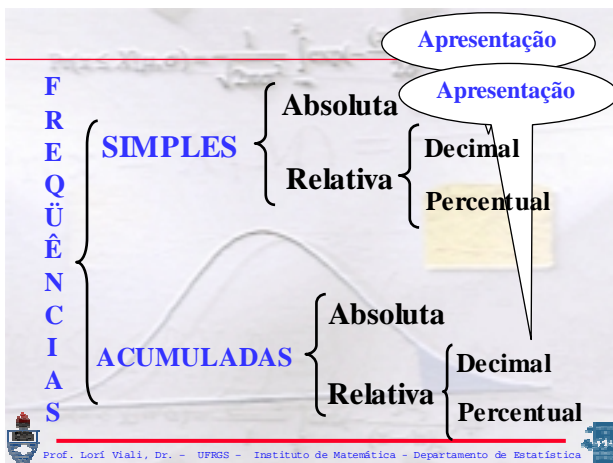 Apresentação
Apresentação
FREQÜÊNCIAS
SIMPLES
Absoluta
Relativa
Decimal
Percentual
ACUMULADAS
Absoluta
Relativa
Decimal
Percentual
Prof. Lorí Viali, Dr. - UFRGS - Instituto de Matemática - Departamento de Estatística